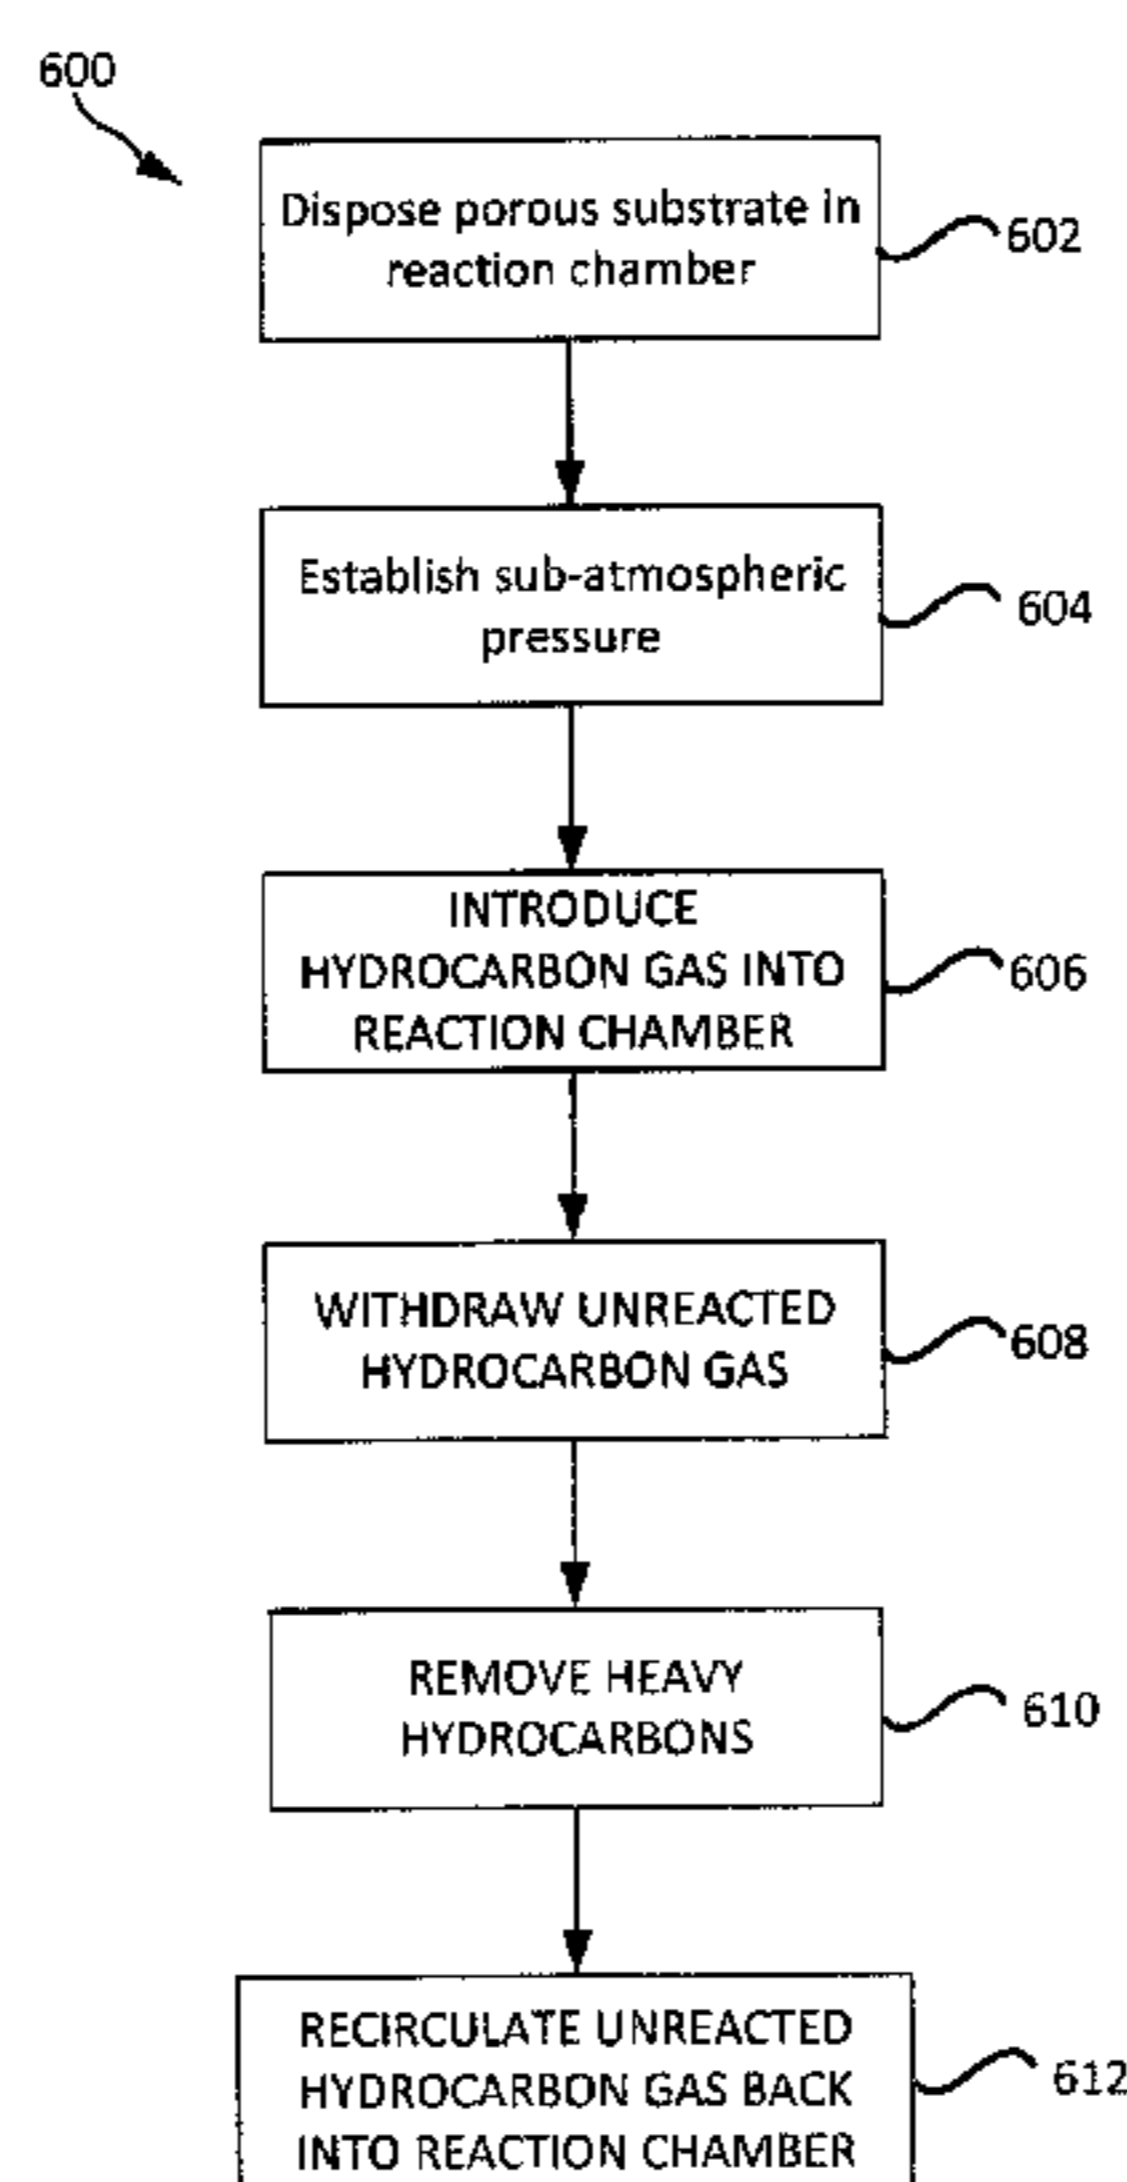 600
Dispose porous substrate in
reaction chamber
602
Establish sub-atmospheric
pressure
604
INTRODUCE
HYDROCARBON GAS INTO
REACTION CHAMBER
606
WITHDRAW UNREACTED
HYDROCARBON GAS
608
REMOVE HEAVY
HYDROCARBONS
610
RECIRCULATE UNREACTED
HYDROCARBON GAS BACK
INTO REACTION CHAMBER
612